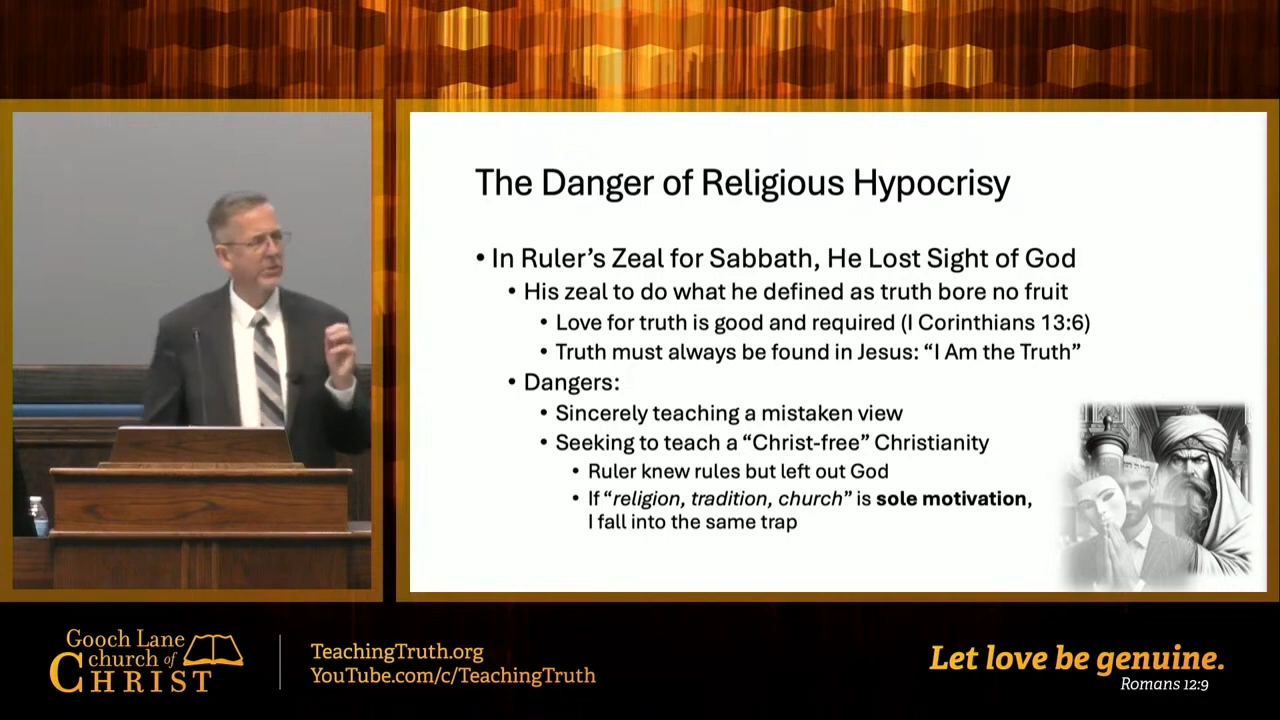 The Danger of Religious Hypocrisy
• In Ruler’s Zeal for Sabbath, He Lost Sight of God
• His zeal to do what he defined as truth bore no fruit
• Love for truth is good and required (I Corinthians 13:6)
• Truth must always be found in Jesus: “I Am the Truth”
• Dangers:
• Sincerely teaching a mistaken view
• Seeking to teach a “Christ-free” Christianity
• Ruler knew rules but left out God
• If “religion, tradition, church” is sole motivation,
I fall into the same trap
Gooch Lane
church of
CHRIST
TeachingTruth.org
YouTube.com/c/TeachingTruth
Let love be genuine.
Romans 12:9